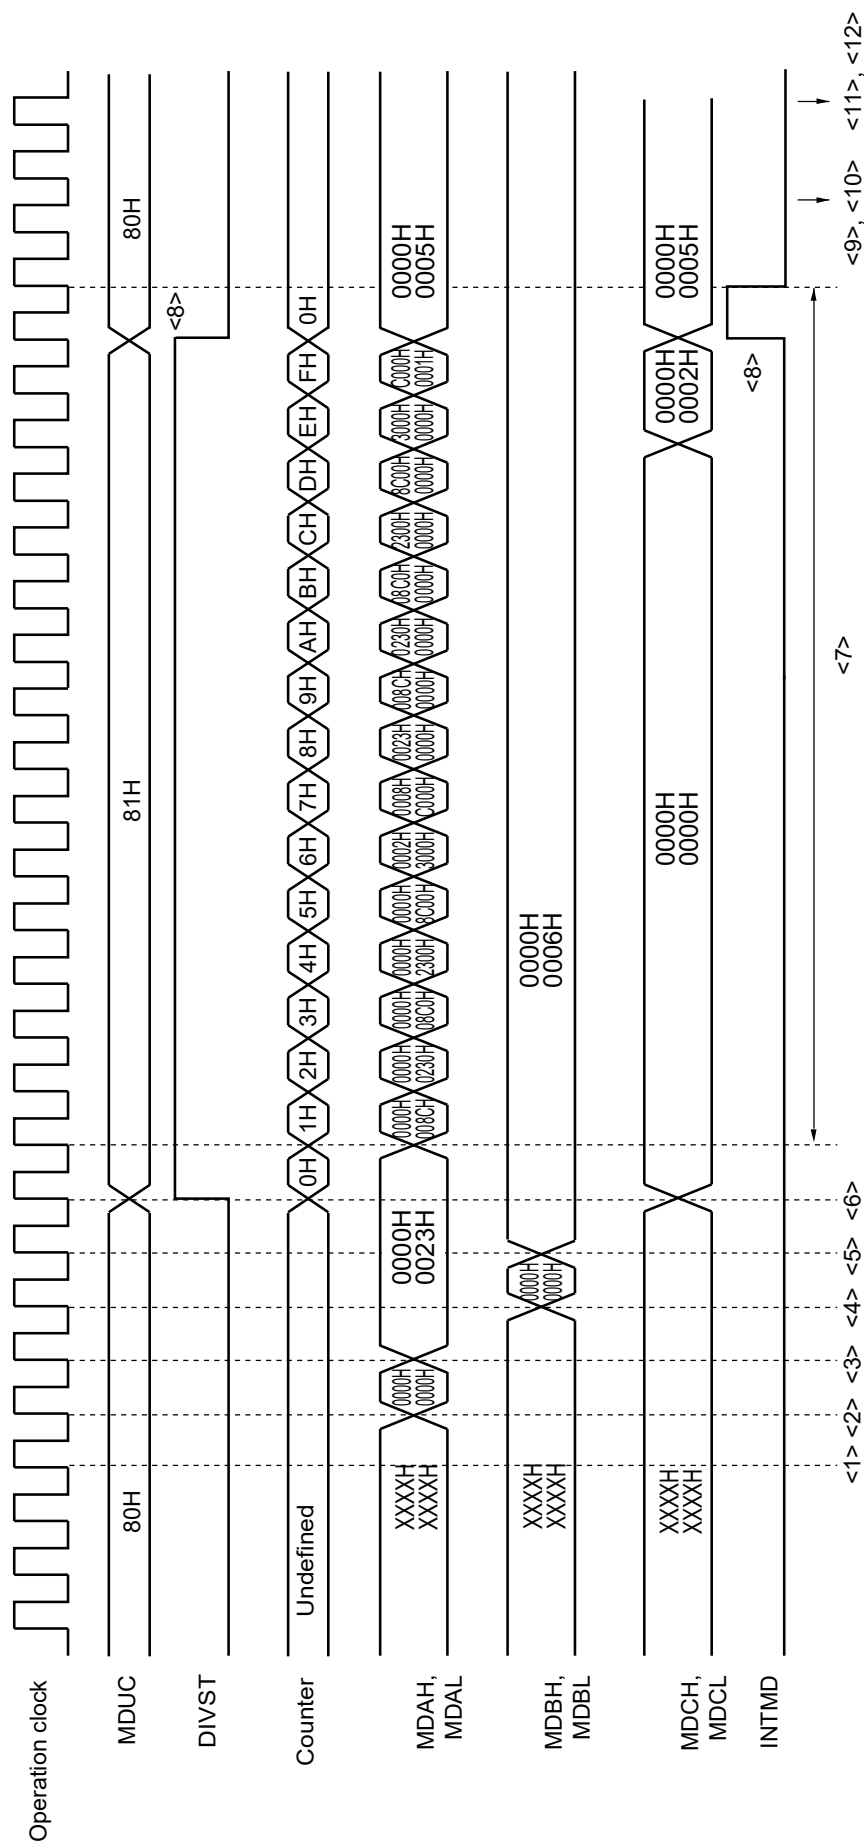 Operation clock
MDUC
80H
81H
80H
DIVST
<8>
Counter
Undefined
0H
1H
2H
3H
4H
5H
6H
7H
8H
9H
AH
BH
CH
DH
EH
FH
0H
MDAH,
MDAL
XXXXH
XXXXH
0000H
0000H
0000H
0023H
0000H
008CH
0000H
0230H
0000H
08C0H
0000H
2300H
0000H
8C00H
0002H
3000H
0008H
C000H
0023H
0000H
008CH
0000H
0230H
0000H
08C0H
0000H
2300H
0000H
8C00H
0000H
3000H
0000H
C000H
0001H
0000H
0005H
MDBH,
MDBL
XXXXH
XXXXH
0000H
0000H
0000H
0006H
MDCH,
MDCL
XXXXH
XXXXH
0000H
0000H
0000H
0002H
0000H
0005H
INTMD
<8>
<1>
<2>
<3>
<4>
<5>
<6>
<7>
<9>, <10>
<11>, <12>